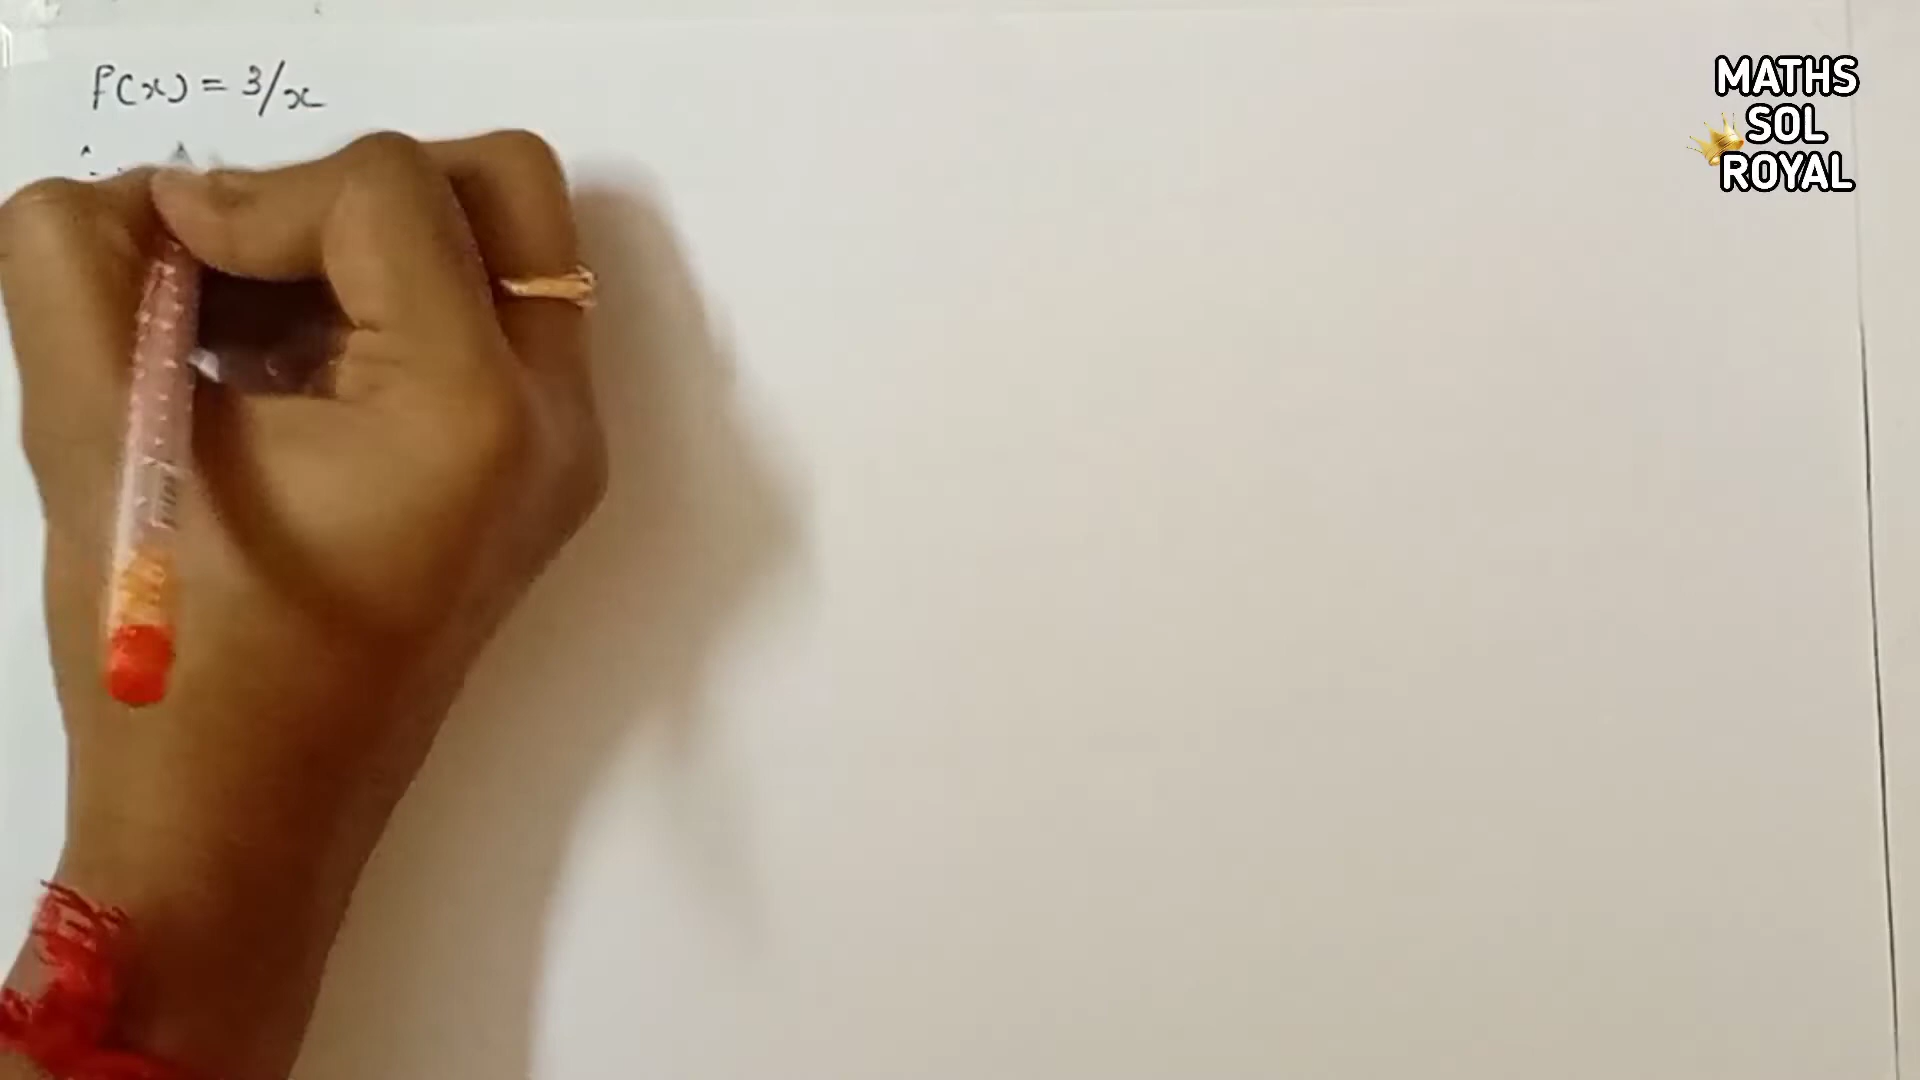 f(x) = 3/x
MATHS
SOL
ROYAL